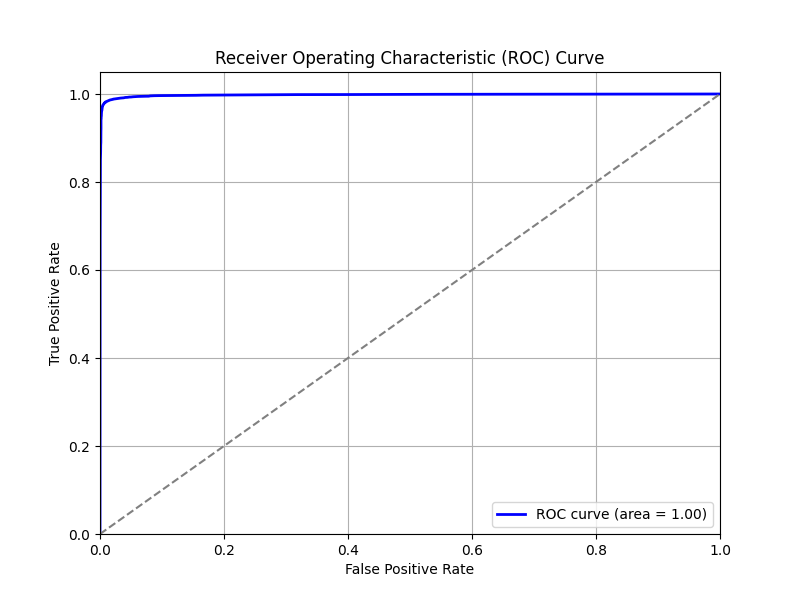 Receiver Operating Characteristic (ROC) Curve
True Positive Rate
1.0
0.8
0.6
0.4
0.2
0.0
ROC curve (area = 1.00)
0.0 0.2 0.4 0.6 0.8 1.0
False Positive Rate